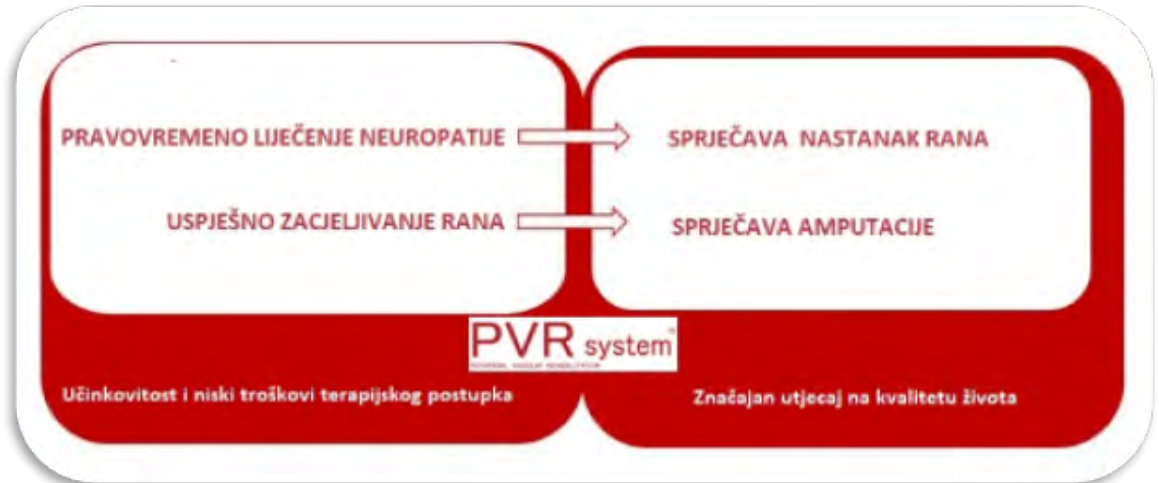 PRAVOVREMENO LIJEČENJE NEUROPATIJE
SPRJEČAVA NASTANAK RANA
USPJEŠNO ZACJELJIVANJE RANA
SPRJEČAVA AMPUTACIJE
PVR system
Učinkovitost i niski troškovi terapijskog postupka
Značajan utjecaj na kvalitetu života